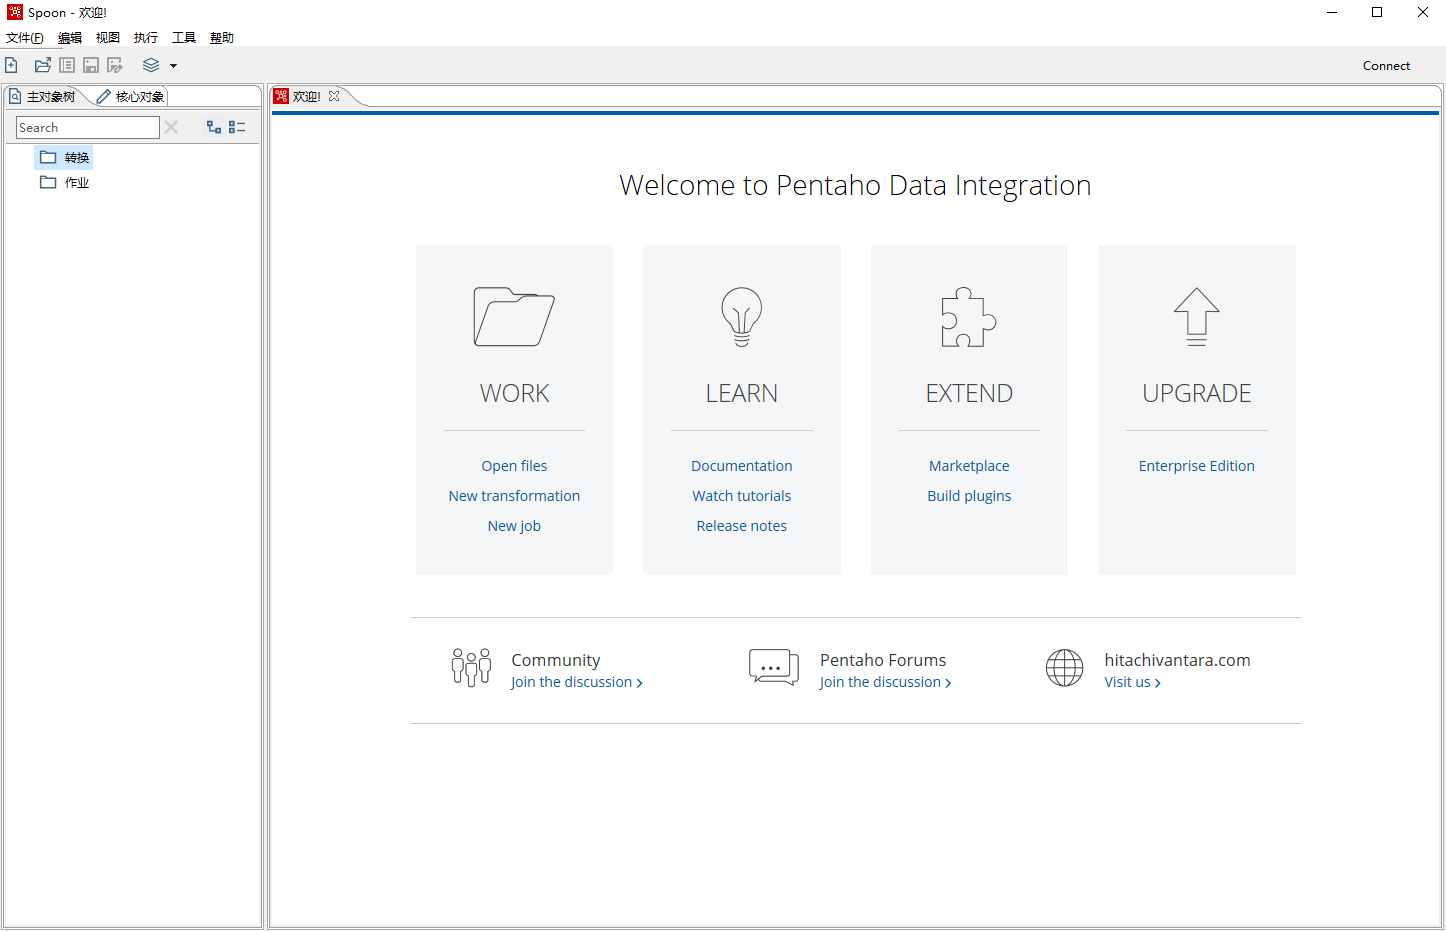 Spoon - 欢迎!
文件(F) 编辑 视图 执行 工具 帮助
Connect
主对象树 核心对象
欢迎!
Search
转换
作业
Welcome to Pentaho Data Integration
WORK
Open files
New transformation
New job
LEARN
Documentation
Watch tutorials
Release notes
EXTEND
Marketplace
Build plugins
UPGRADE
Enterprise Edition
Community
Join the discussion
Pentaho Forums
Join the discussion
hitachivantara.com
Visit us